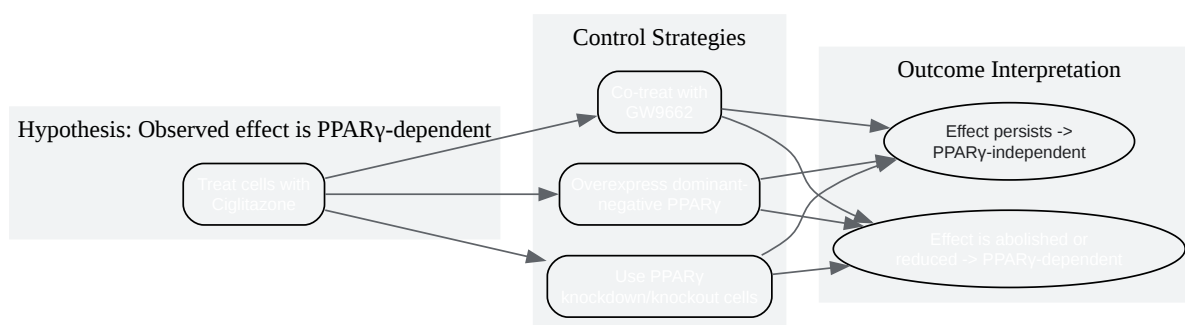 Hypothesis: Observed effect is PPARγ-dependent
Treat cells with
Ciglitazone
Control Strategies
Co-treat with
GW9662
Overexpress dominant-
negative PPARγ
Use PPARγ
knockdown/knockout cells
Outcome Interpretation
Effect persists ->
PPARγ-independent
Effect is abolished or
reduced -> PPARγ-dependent